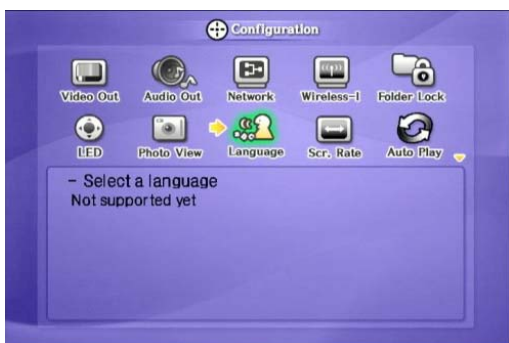 Configuration
Video Out Audio Out Network Wireless-I Folder Lock
LED Photo View Language Scr. Rate Auto Play
- Select a language
Not supported yet